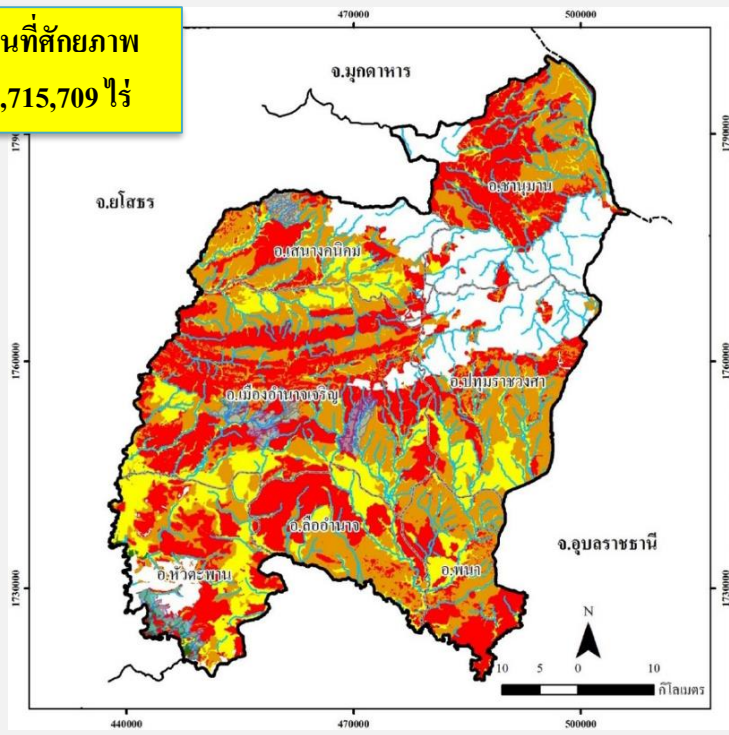 นที่ศักยภาพ
,715,709 ไร่
470000
500000
จ.มุกดาหาร
1790000
1790000
อ.ชานุมาน
จ.ยโสธร
อ.เสนางคนิคม
1760000
1760000
อ.ปทุมราชวงศา
อ.เมืองอำนาจเจริญ
อ.ลืออำนาจ
จ.อุบลราชธานี
อ.หัวตะพาน
อ.พนา
1730000
1730000
N
10 5 0 10
กิโลเมตร
440000
470000
500000